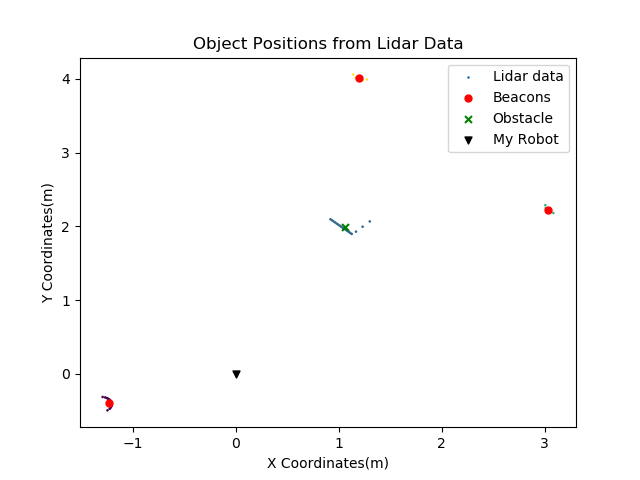 Object Positions from Lidar Data
Lidar data
Beacons
Obstacle
My Robot
4
3
2
1
0
Y Coordinates(m)
−1
0
1
2
3
X Coordinates(m)